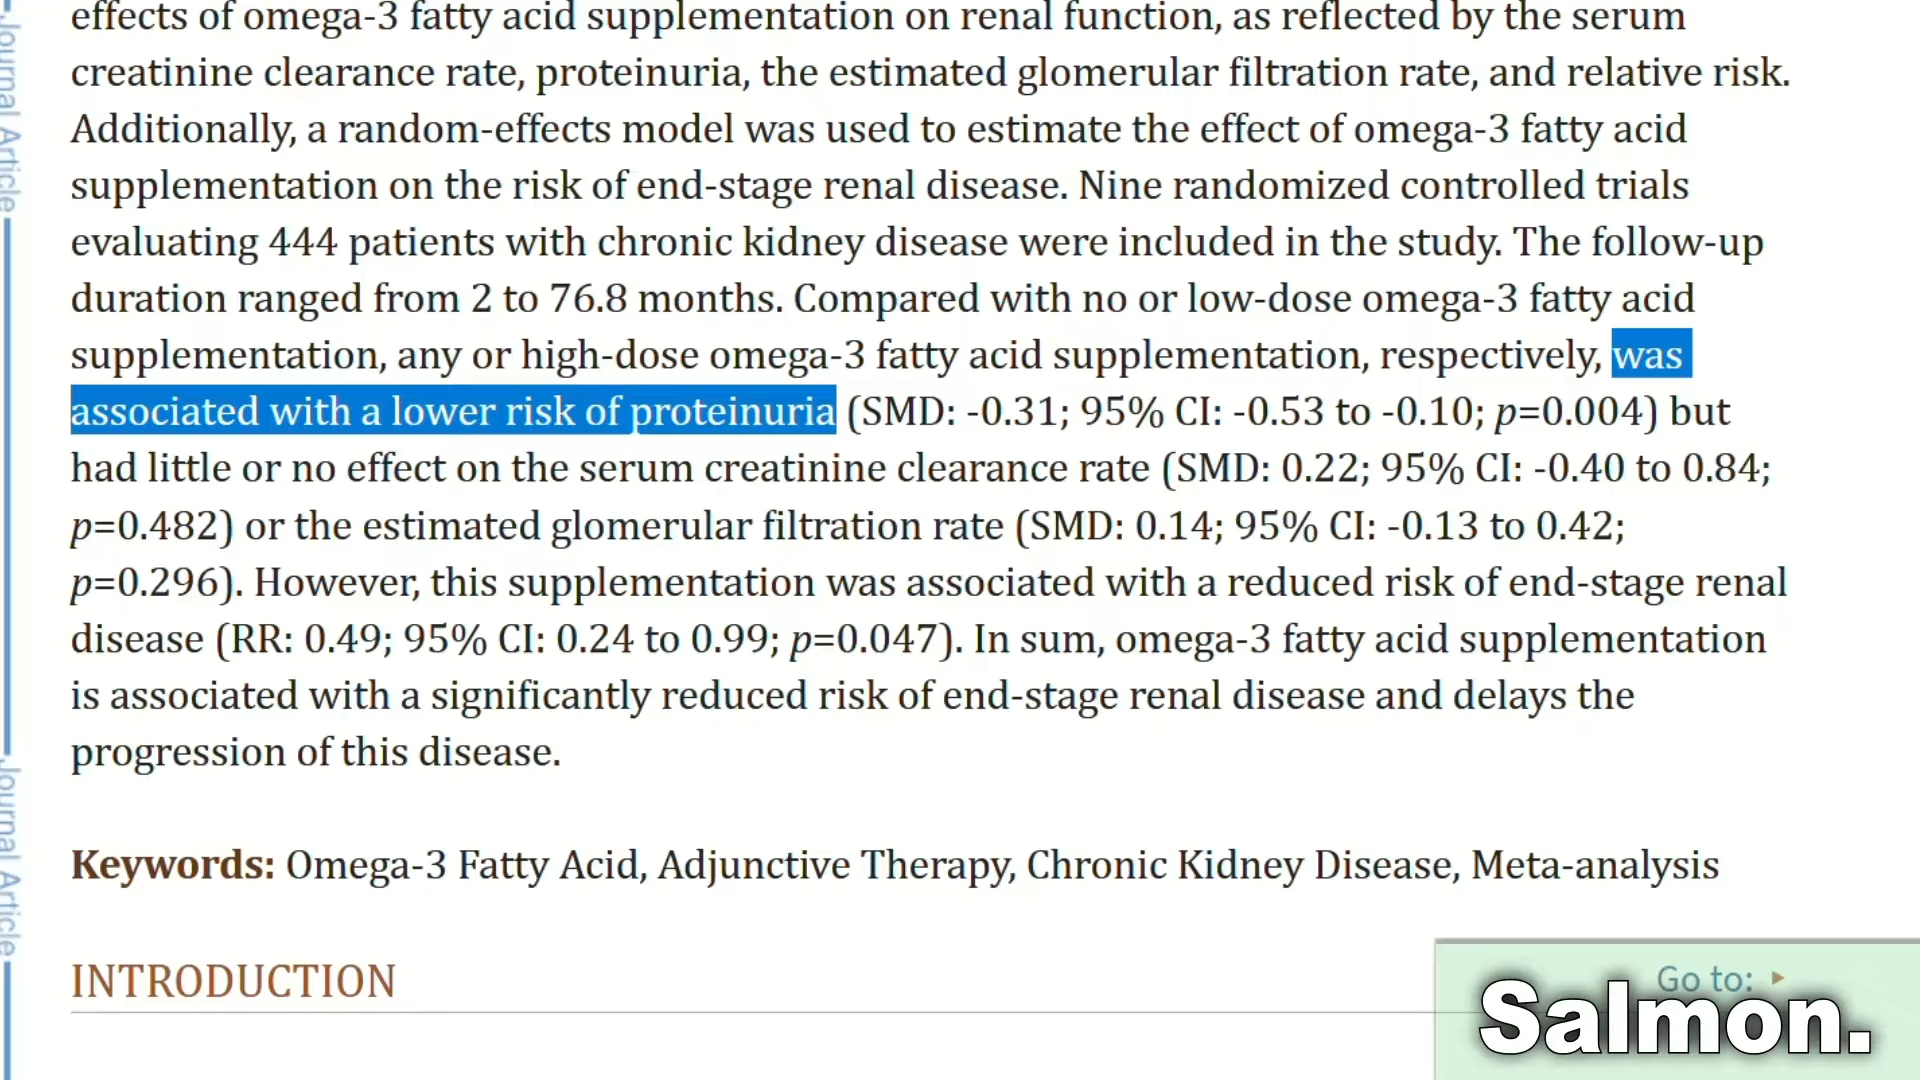 effects of omega-3 fatty acid supplementation on renal function, as reflected by the serum
creatinine clearance rate, proteinuria, the estimated glomerular filtration rate, and relative risk.
Additionally, a random-effects model was used to estimate the effect of omega-3 fatty acid
supplementation on the risk of end-stage renal disease. Nine randomized controlled trials
evaluating 444 patients with chronic kidney disease were included in the study. The follow-up
duration ranged from 2 to 76.8 months. Compared with no or low-dose omega-3 fatty acid
supplementation, any or high-dose omega-3 fatty acid supplementation, respectively, was
associated with a lower risk of proteinuria (SMD: -0.31; 95% CI: -0.53 to -0.10; p=0.004) but
had little or no effect on the serum creatinine clearance rate (SMD: 0.22; 95% CI: -0.40 to 0.84;
p=0.482) or the estimated glomerular filtration rate (SMD: 0.14; 95% CI: -0.13 to 0.42;
p=0.296). However, this supplementation was associated with a reduced risk of end-stage renal
disease (RR: 0.49; 95% CI: 0.24 to 0.99; p=0.047). In sum, omega-3 fatty acid supplementation
is associated with a significantly reduced risk of end-stage renal disease and delays the
progression of this disease.
Keywords: Omega-3 Fatty Acid, Adjunctive Therapy, Chronic Kidney Disease, Meta-analysis
INTRODUCTION
Go to:
Salmon.
Journal Article
Journal Article